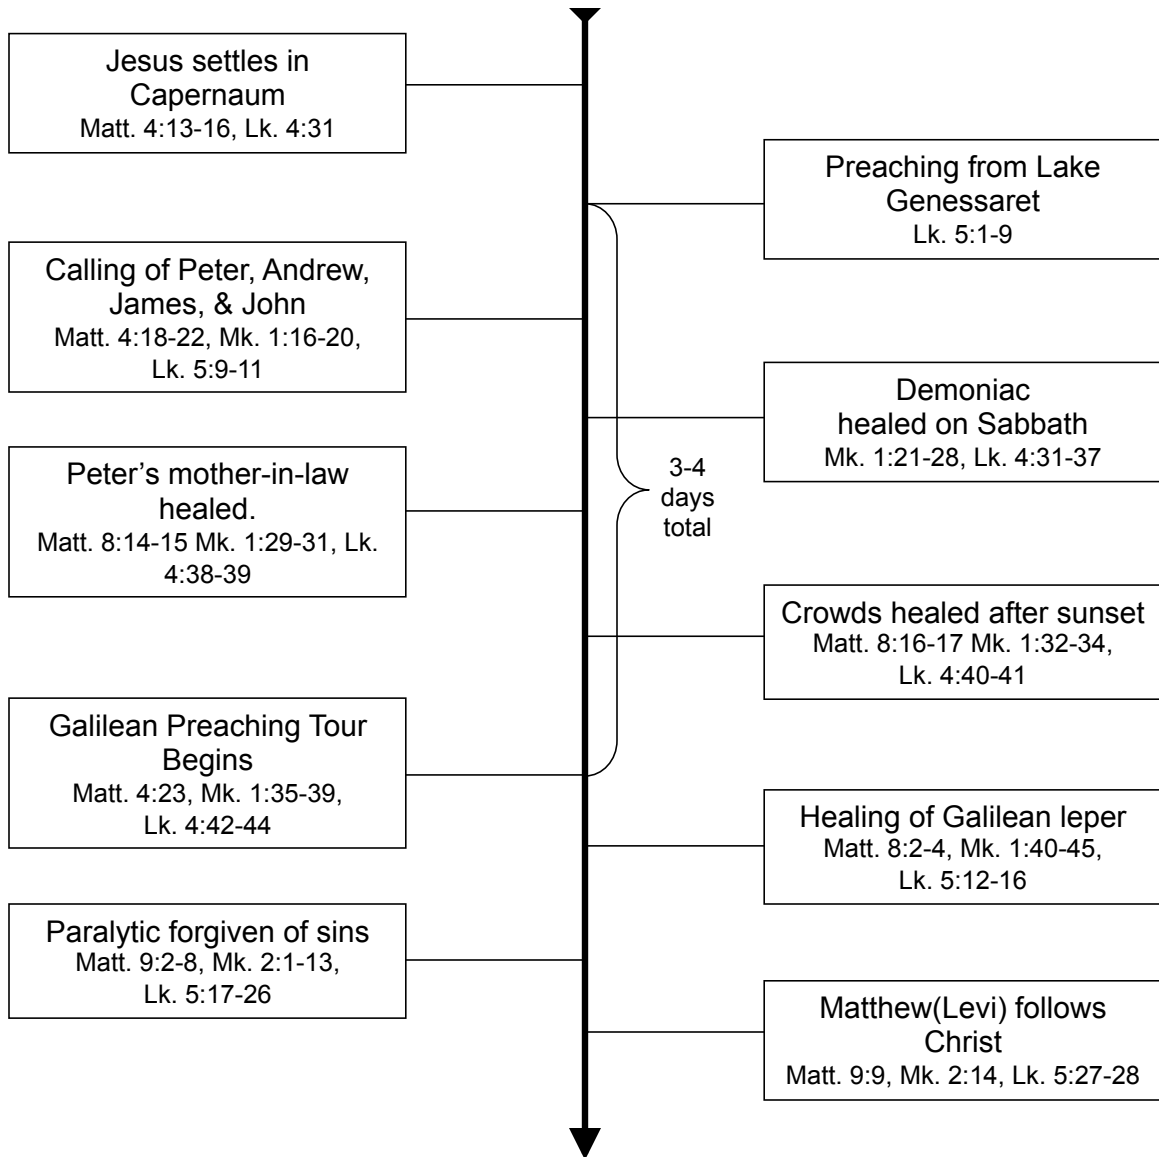 Jesus settles in
Capernaum
Matt. 4:13-16, Lk. 4:31
Preaching from Lake
Genessaret
Lk. 5:1-9
Calling of Peter, Andrew,
James, & John
Matt. 4:18-22, Mk. 1:16-20,
Lk. 5:9-11
Demoniac
healed on Sabbath
Mk. 1:21-28, Lk. 4:31-37
Peter’s mother-in-law
healed.
Matt. 8:14-15 Mk. 1:29-31, Lk.
4:38-39
3-4
days
total
Crowds healed after sunset
Matt. 8:16-17 Mk. 1:32-34,
Lk. 4:40-41
Galilean Preaching Tour
Begins
Matt. 4:23, Mk. 1:35-39,
Lk. 4:42-44
Healing of Galilean leper
Matt. 8:2-4, Mk. 1:40-45,
Lk. 5:12-16
Paralytic forgiven of sins
Matt. 9:2-8, Mk. 2:1-13,
Lk. 5:17-26
Matthew(Levi) follows
Christ
Matt. 9:9, Mk. 2:14, Lk. 5:27-28